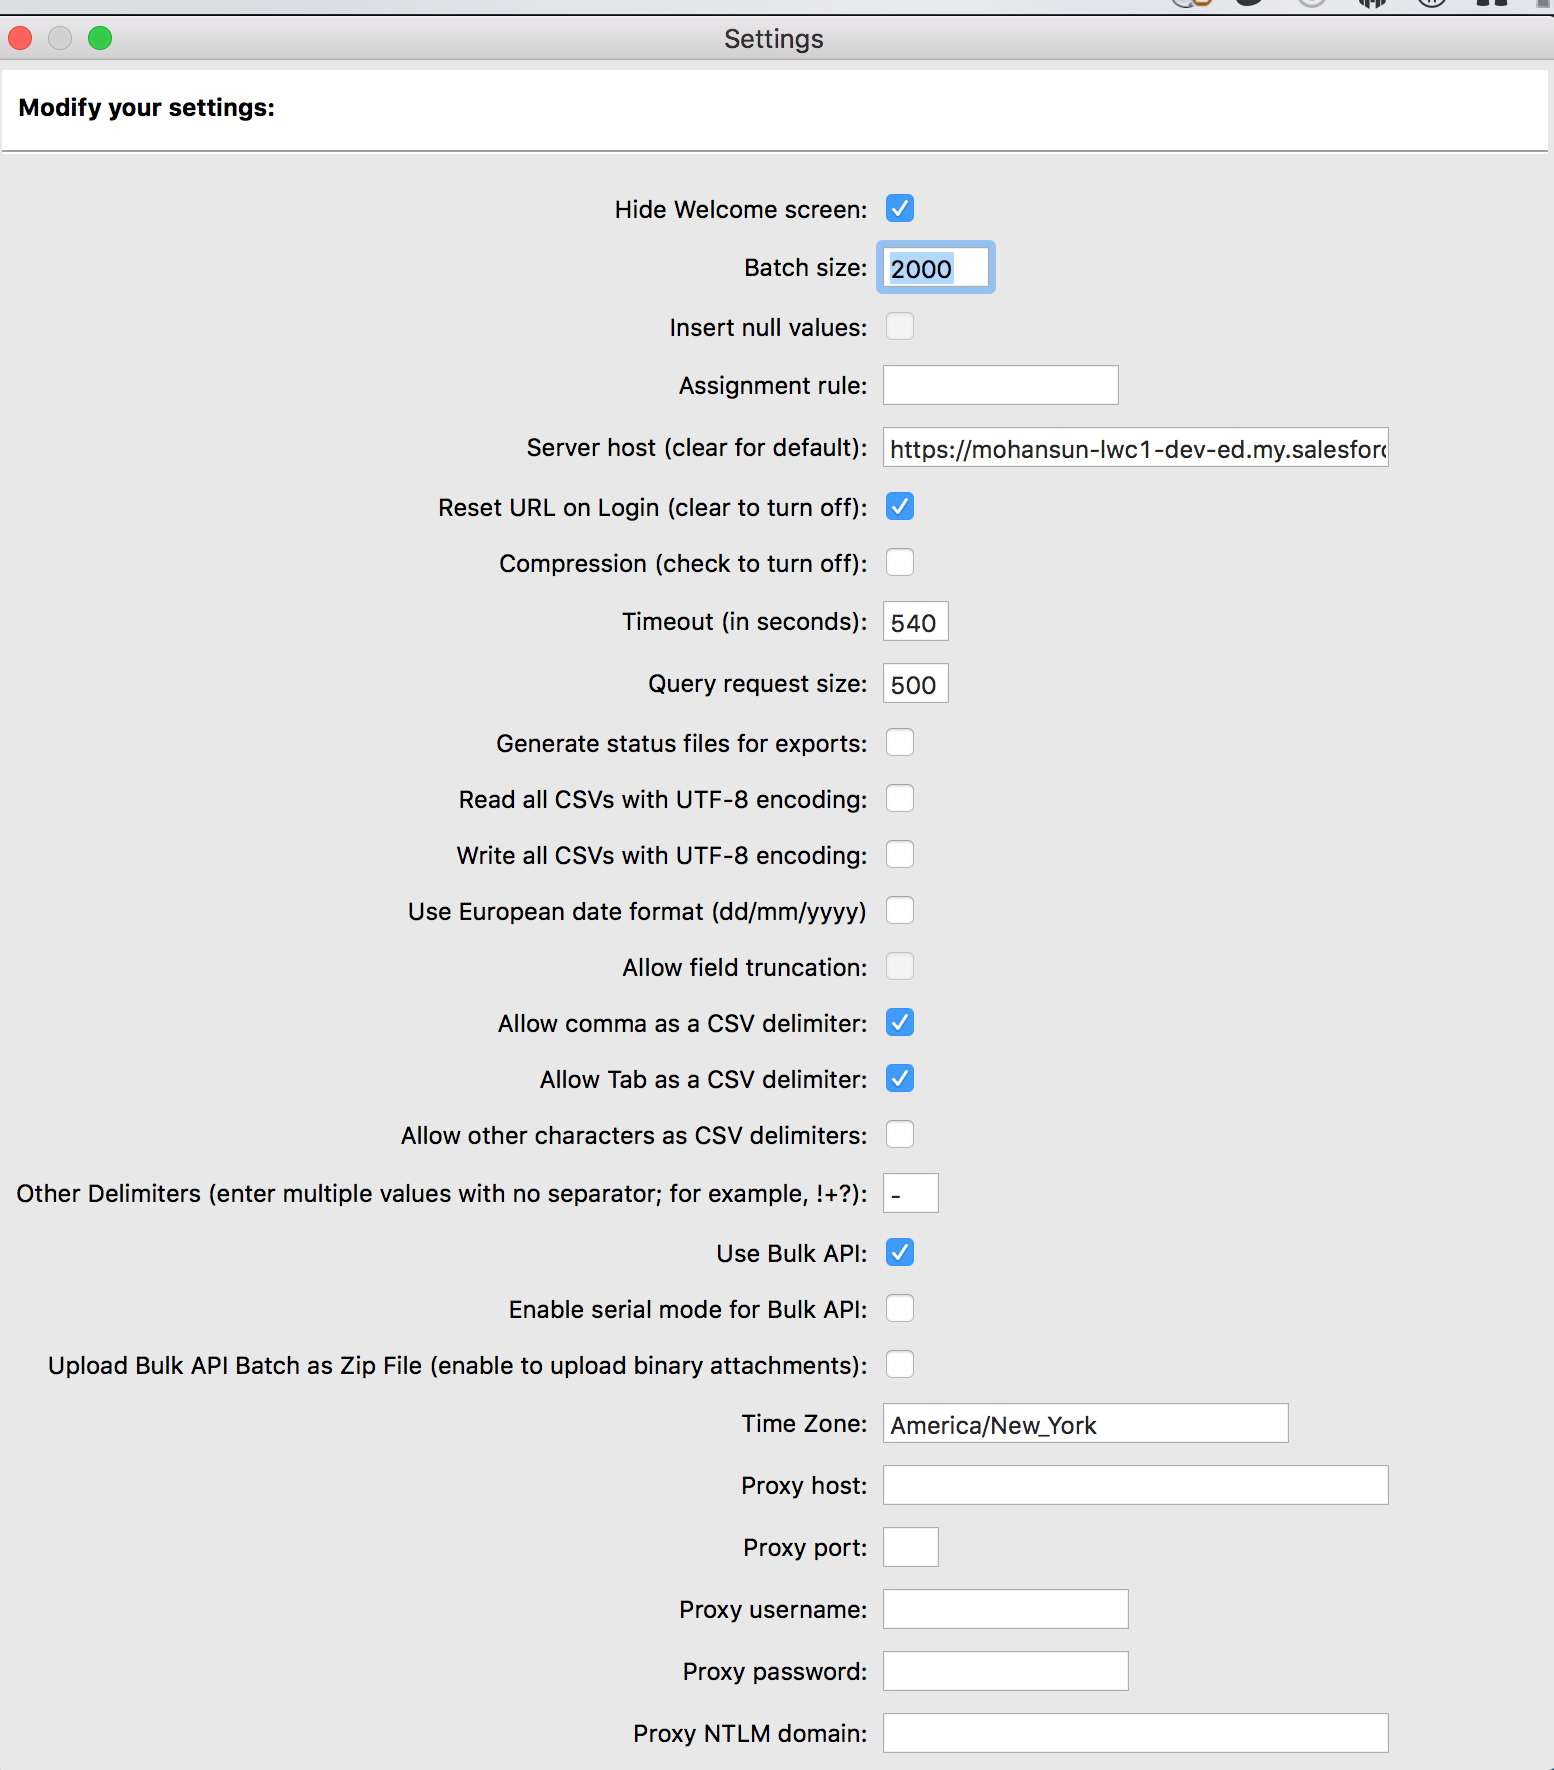 Settings
Modify your settings:
Hide Welcome screen:
Batch size: 2000
Insert null values:
Assignment rule:
Server host (clear for default): https://mohansun-lwc1-dev-ed.my.salesforc
Reset URL on Login (clear to turn off):
Compression (check to turn off):
Timeout (in seconds): 540
Query request size: 500
Generate status files for exports:
Read all CSVs with UTF-8 encoding:
Write all CSVs with UTF-8 encoding:
Use European date format (dd/mm/yyyy)
Allow field truncation:
Allow comma as a CSV delimiter:
Allow Tab as a CSV delimiter:
Allow other characters as CSV delimiters:
Other Delimiters (enter multiple values with no separator; for example, !+?): -
Use Bulk API:
Enable serial mode for Bulk API:
Upload Bulk API Batch as Zip File (enable to upload binary attachments):
Time Zone: America/New_York
Proxy host:
Proxy port:
Proxy username:
Proxy password:
Proxy NTLM domain: